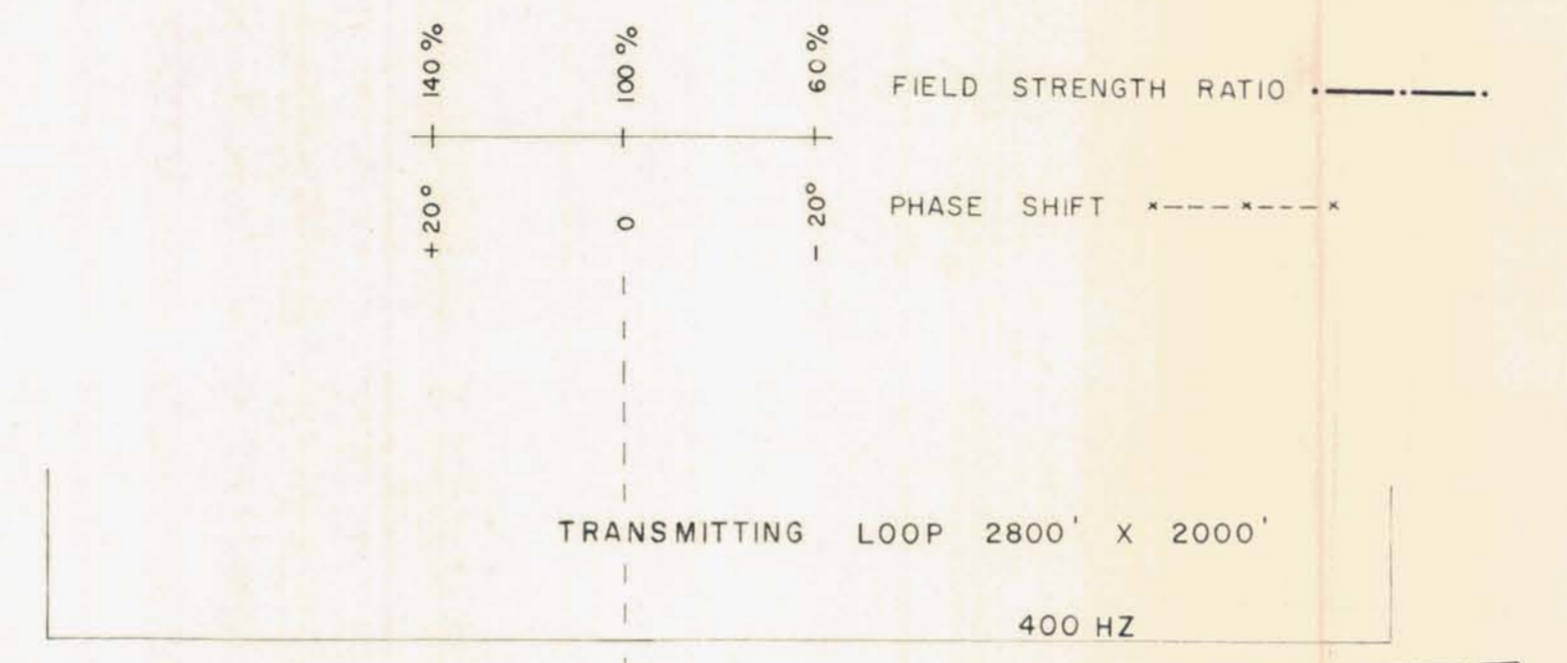 140% 100% 60% FIELD STRENGTH RATIO
+20° 0 -20° PHASE SHIFT
TRANSMITTING LOOP 2800' X 2000'
400 HZ